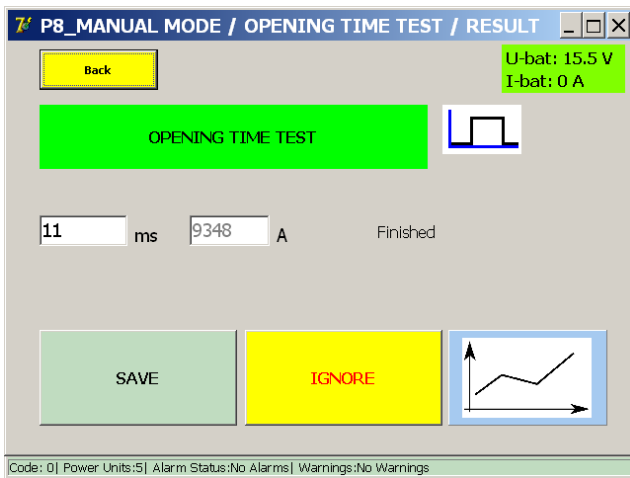 P8_MANUAL MODE / OPENING TIME TEST / RESULT
Back
U-bat: 15.5 V
I-bat: 0 A
OPENING TIME TEST
11 ms 9348 A Finished
SAVE
IGNORE
Code: 0| Power Units:5| Alarm Status:No Alarms| Warnings:No Warnings